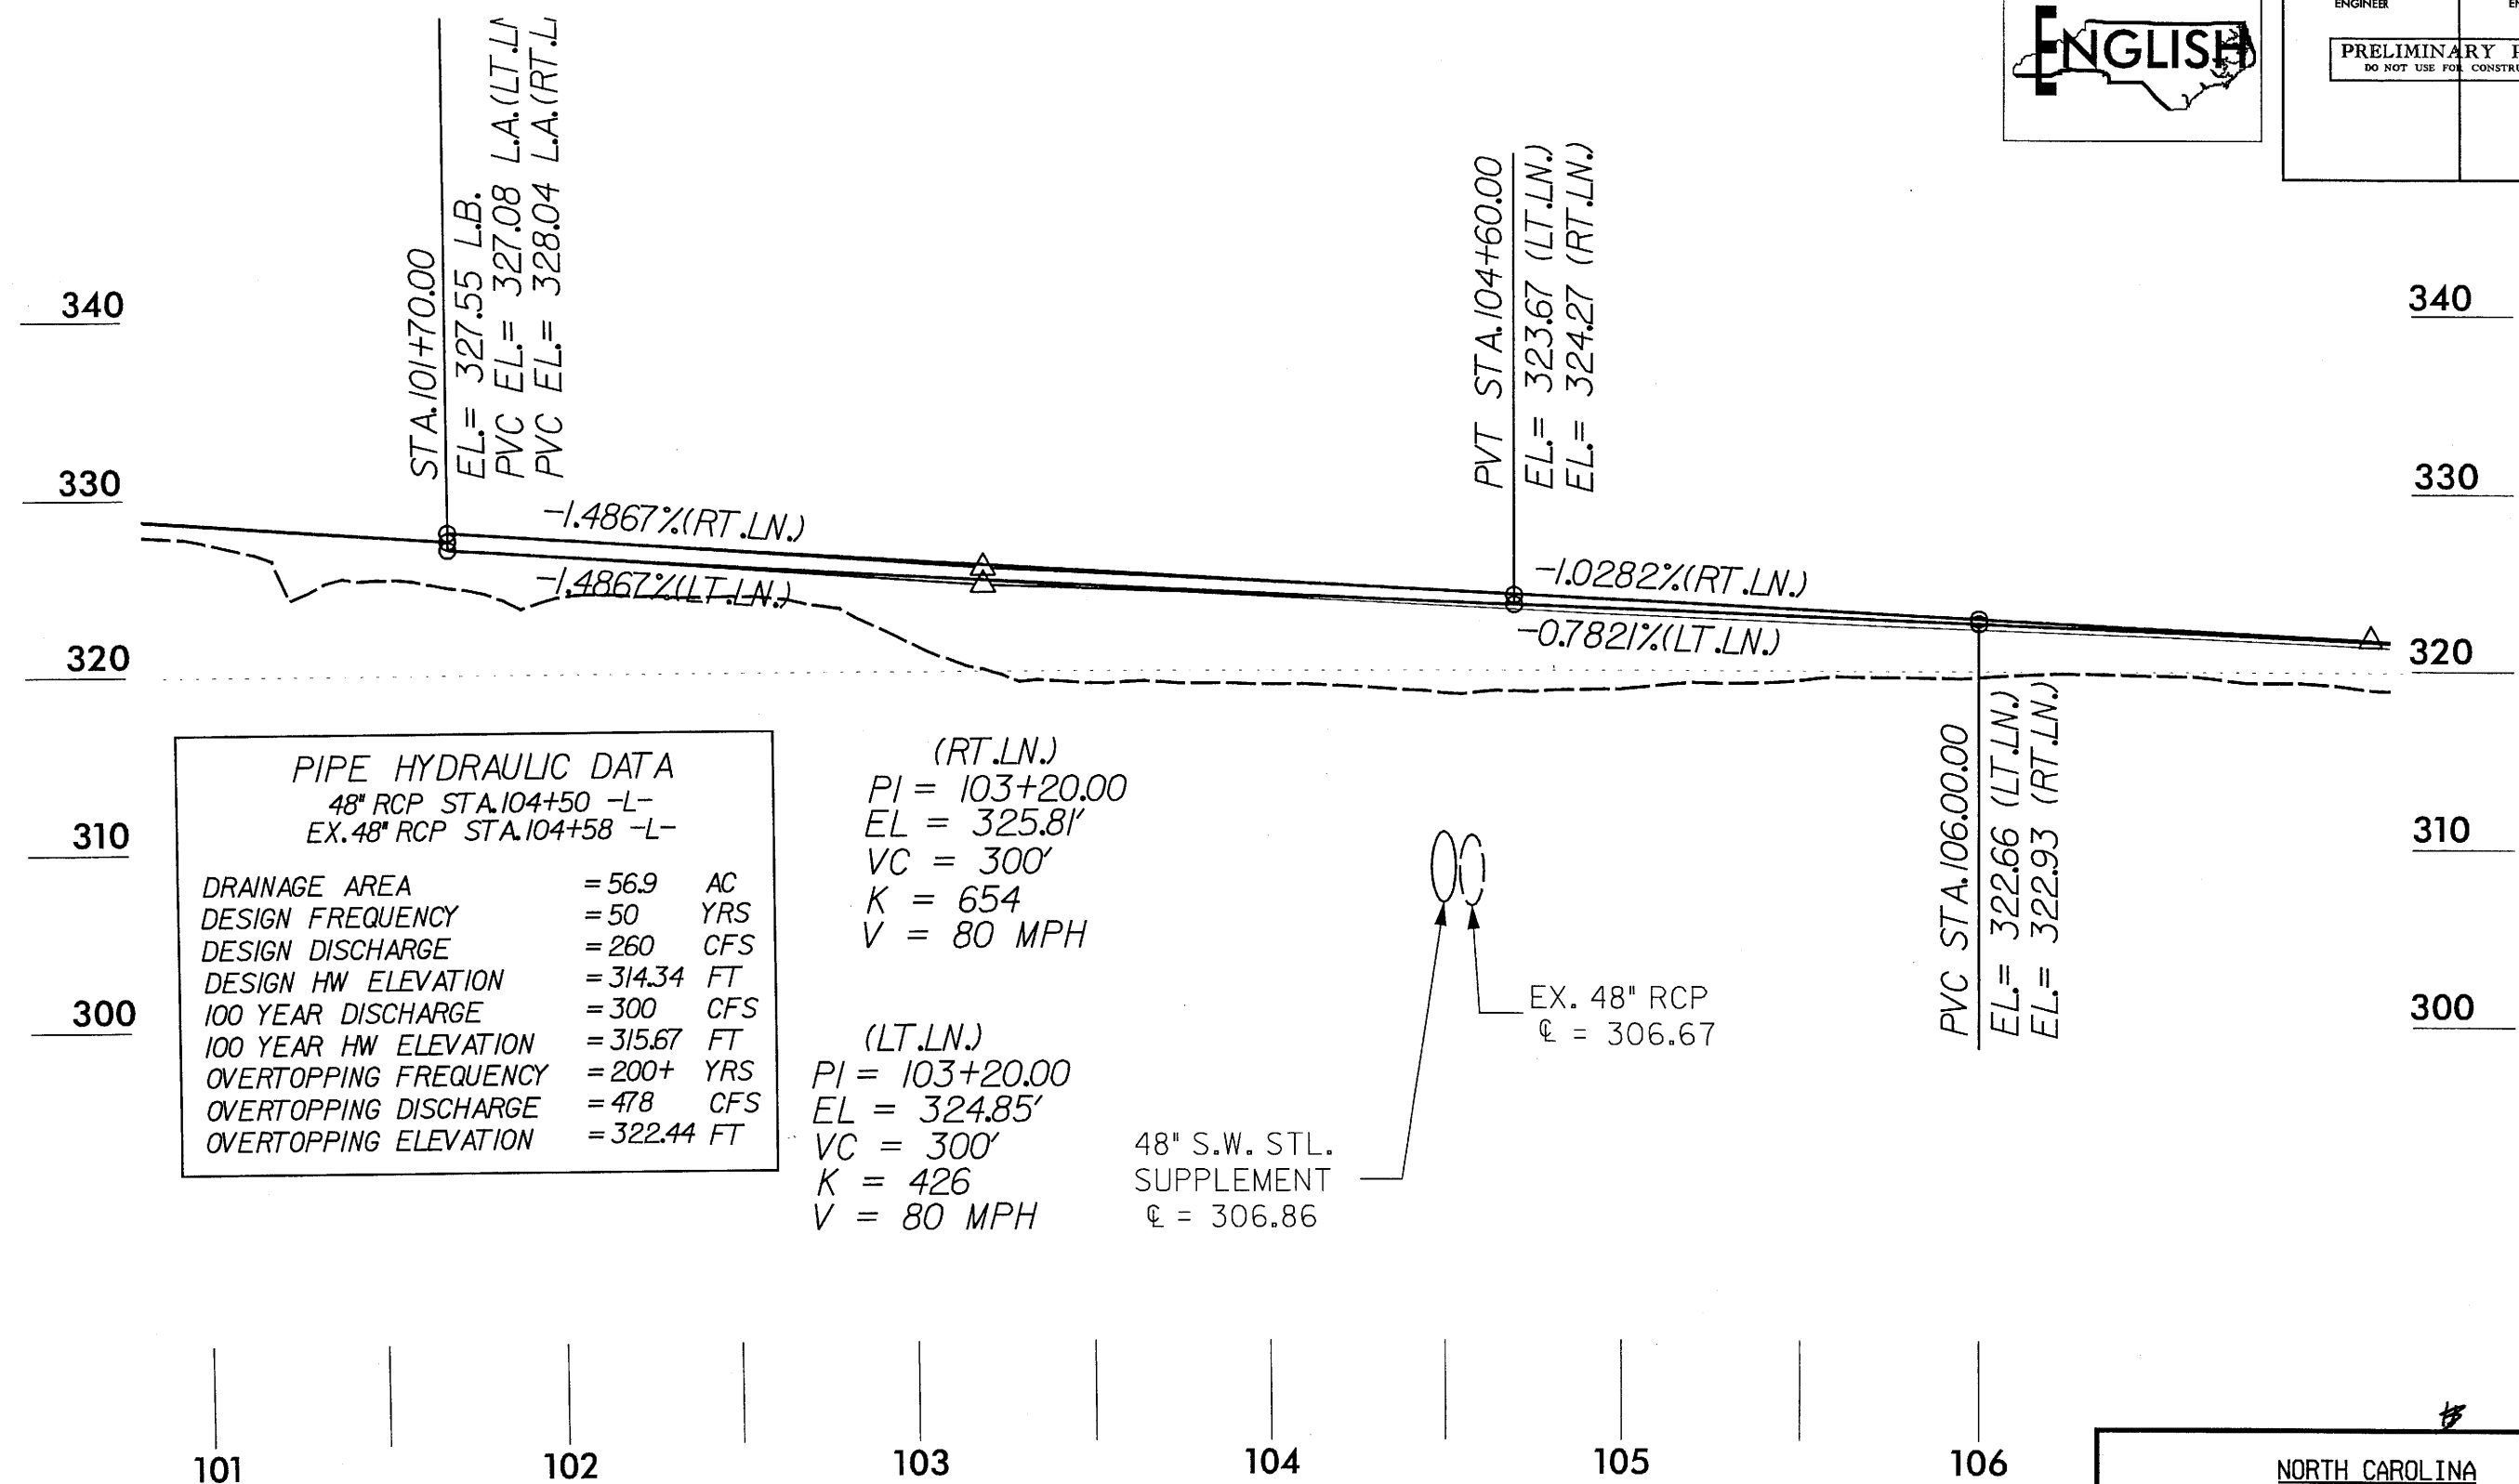 ENGINEER
ENGLISH
PRELIMINARY
DO NOT USE FOR
STA.101+70.00
EL.= 327.55 L.B.
PVC EL.= 327.08 L.A.(LT.
PVC EL.= 328.04 L.A.(RT.
PVT STA.104+60.00
EL.= 323.67 (LT.LN.)
EL.= 324.27 (RT.LN.)
340
340
330
330
-1.4867%(RT.LN.)
-1.4867%(LT.LN.)
-1.0282%(RT.LN.)
-0.7821%(LT.LN.)
320
320
PVC STA.106.00.00
EL.= 322.66 (LT.LN.)
EL.= 322.93 (RT.LN.)
PIPE HYDRAULIC DATA
48" RCP STA.104+50 -L-
EX.48" RCP STA.104+58 -L-
DRAINAGE AREA =56.9 AC
DESIGN FREQUENCY =50 YRS
DESIGN DISCHARGE =260 CFS
DESIGN HW ELEVATION =314.34 FT
100 YEAR DISCHARGE =300 CFS
100 YEAR HW ELEVATION =315.67 FT
OVERTOPPING FREQUENCY =200+ YRS
OVERTOPPING DISCHARGE =478 CFS
OVERTOPPING ELEVATION =322.44 FT
(RT.LN.)
PI = 103+20.00
EL = 325.81'
VC = 300'
K = 654
V = 80 MPH
(LT.LN.)
PI = 103+20.00
EL = 324.85'
VC = 300'
K = 426
V = 80 MPH
310
310
300
300
EX. 48" RCP
℄ = 306.67
48" S.W. STL.
SUPPLEMENT
℄ = 306.86
101
102
103
104
105
106
NORTH CAROLINA